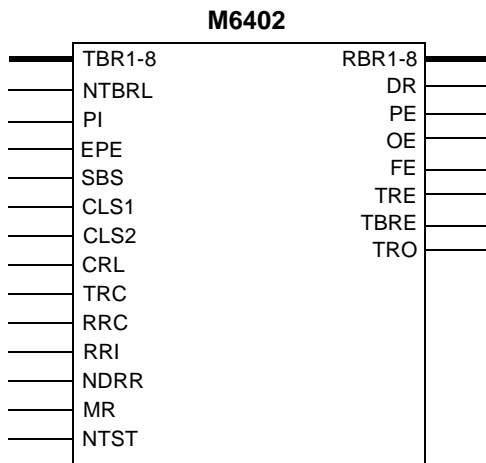 M6402
TBR1-8
NTBRL
PI
EPE
SBS
CLS1
CLS2
CRL
TRC
RRC
RRI
NDRR
MR
NTST
RBR1-8
DR
PE
OE
FE
TRE
TBRE
TRO